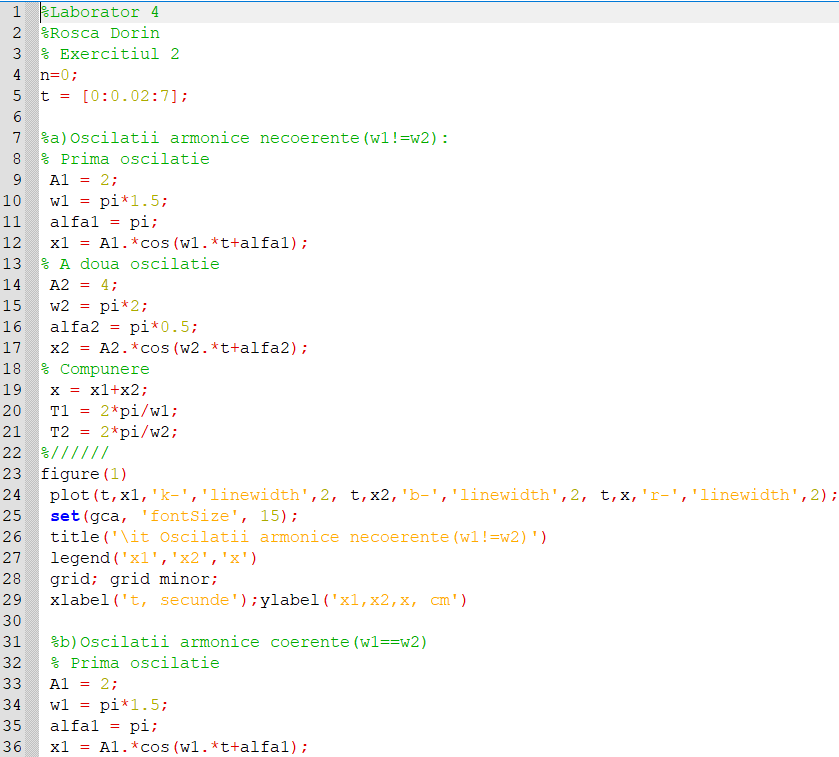 1 %Laborator 4
2 %Rosca Dorin
3 % Exercitiul 2
4 n=0;
5 t = [0:0.02:7];
6
7 %a)Oscilatii armonice necoerente(w1!=w2):
8 % Prima oscilatie
9 A1 = 2;
10 w1 = pi*1.5;
11 alfa1 = pi;
12 x1 = A1.*cos(w1.*t+alfa1);
13 % A doua oscilatie
14 A2 = 4;
15 w2 = pi*2;
16 alfa2 = pi*0.5;
17 x2 = A2.*cos(w2.*t+alfa2);
18 % Compunere
19 x = x1+x2;
20 T1 = 2*pi/w1;
21 T2 = 2*pi/w2;
22 %//////
23 figure(1)
24 plot(t,x1,'k-','linewidth',2, t,x2,'b-','linewidth',2, t,x,'r-','linewidth',2);
25 set(gca, 'fontSize', 15);
26 title('\it Oscilatii armonice necoerente(w1!=w2)')
27 legend('x1','x2','x')
28 grid; grid minor;
29 xlabel('t, secunde');ylabel('x1,x2,x, cm')
30
31 %b)Oscilatii armonice coerente(w1==w2)
32 % Prima oscilatie
33 A1 = 2;
34 w1 = pi*1.5;
35 alfa1 = pi;
36 x1 = A1.*cos(w1.*t+alfa1);